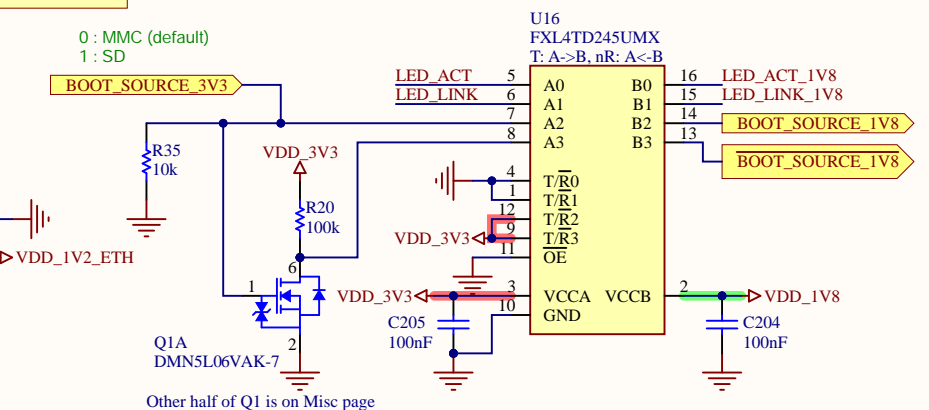 U16
FXL4TD245UMX
T: A->B, nR: A<-B
0 : MMC (default)
1 : SD
BOOT_SOURCE_3V3
LED_ACT 5 A0 B0 16 LED_ACT_1V8
LED_LINK 6 A1 B1 15 LED_LINK_1V8
7 A2 B2 14 BOOT_SOURCE_1V8
8 A3 B3 13 BOOT_SOURCE_1V8
R35
10k
VDD_3V3
4 T/R0
1 T/R1
R20
100k
12 T/R2
VDD_3V3 9 T/R3
11 OE
VDD_1V2_ETH
6
1
VDD_3V3 3 VCCA VCCB 2 VDD_1V8
10 GND
C205
100nF
C204
100nF
2
Q1A
DMN5L06VAK-7
Other half of Q1 is on Misc page